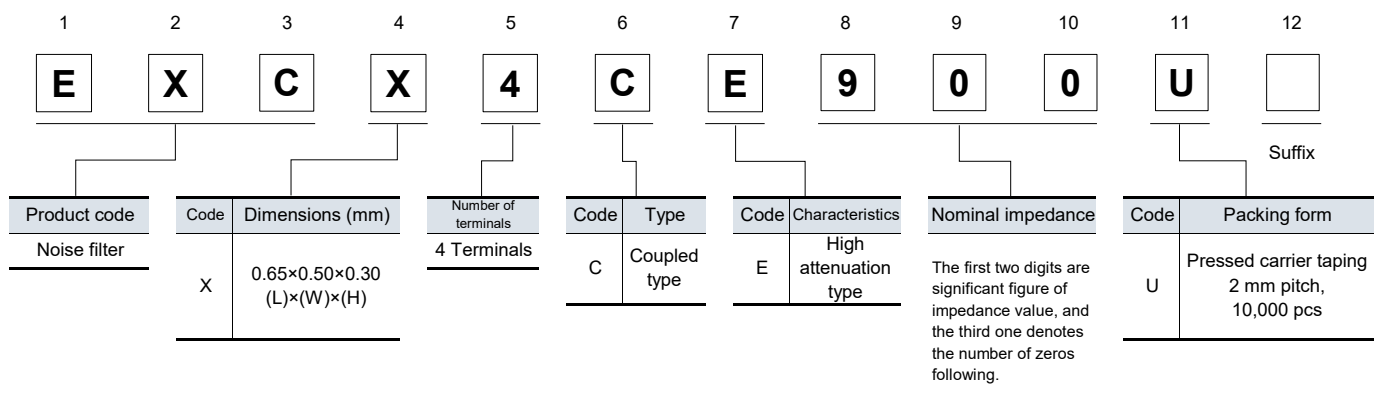 1 2 3 4 5 6 7 8 9 10 11 12
E X C X 4 C E 9 0 0 U
Suffix
Product code
Noise filter
Code Dimensions (mm)
X 0.65×0.50×0.30
(L)×(W)×(H)
Number of
terminals
4 Terminals
Code Type
C Coupled
type
Code Characteristics
E High
attenuation
type
Nominal impedance
The first two digits are
significant figure of
impedance value, and
the third one denotes
the number of zeros
following.
Code Packing form
U Pressed carrier taping
2 mm pitch,
10,000 pcs